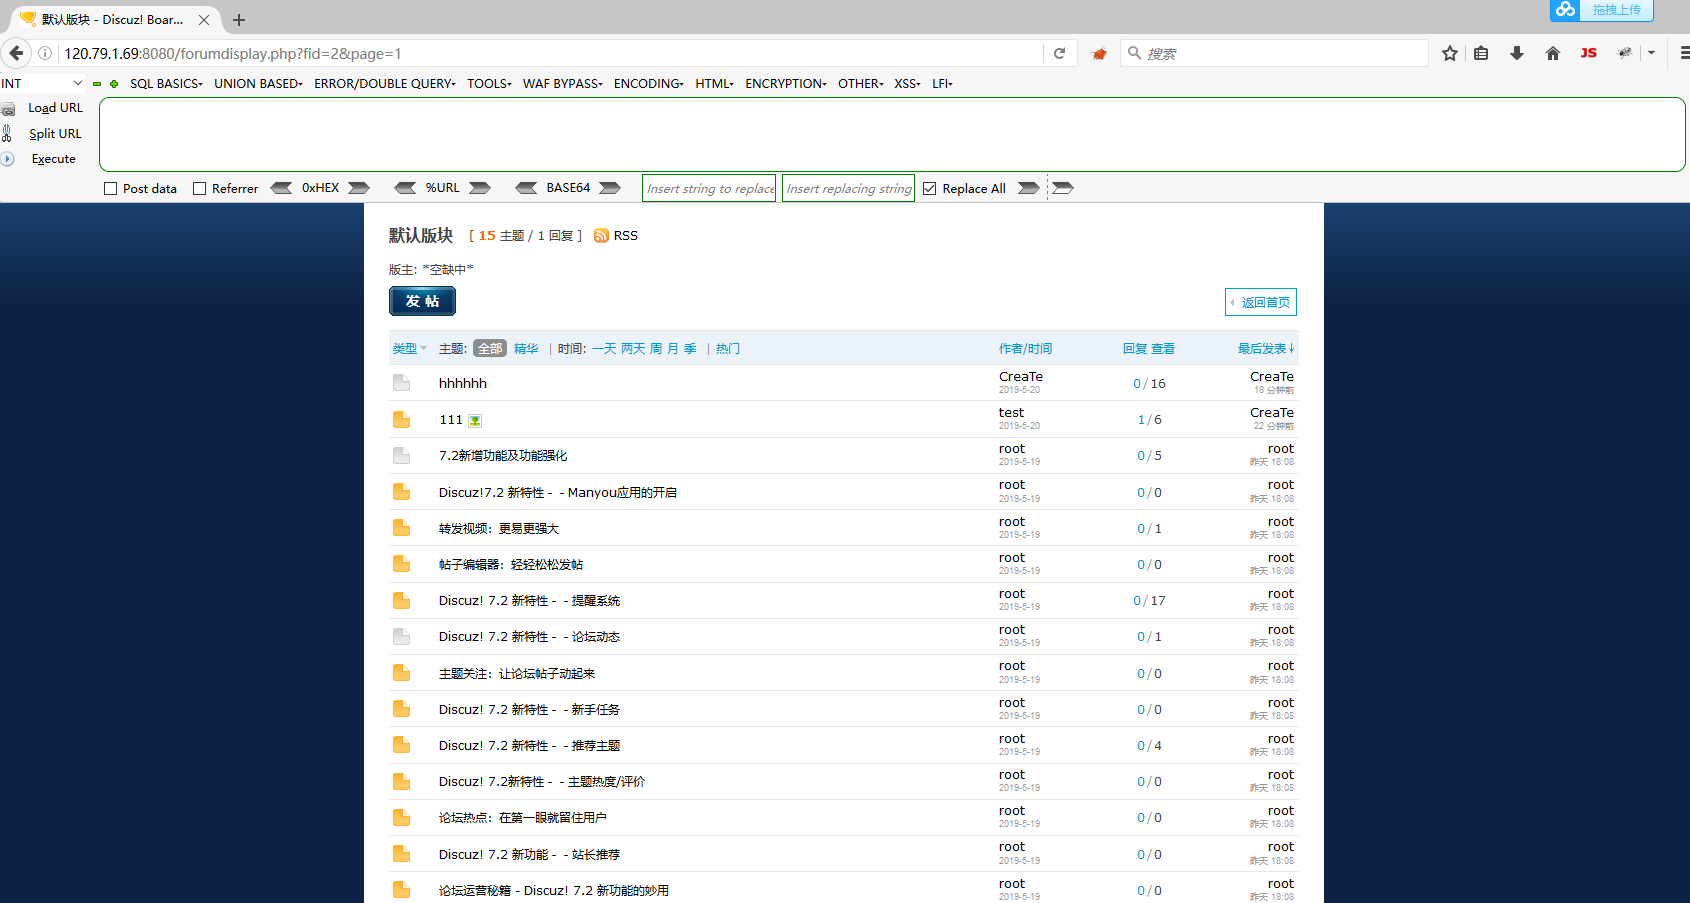 默认版块 - Discuz! Boar...
拖拽上传
120.79.1.69:8080/forumdisplay.php?fid=2&page=1
搜索
JS
INT
SQL BASICS
UNION BASED
ERROR/DOUBLE QUERY
TOOLS
WAF BYPASS
ENCODING
HTML
ENCRYPTION
OTHER
XSS
LFI
Load URL
Split URL
Execute
Post data
Referrer
0xHEX
%URL
BASE64
Insert string to replace
Insert replacing string
Replace All
默认版块 [ 15 主题 / 1 回复 ] RSS
版主: *空缺中*
发 帖
返回首页
类型 主题: 全部 精华 | 时间: 一天 两天 周 月 季 | 热门 作者/时间 回复 查看 最后发表↓
hhhhhh CreaTe 0 / 16 CreaTe
2019-5-20 18 分钟前
111 test 1 / 6 CreaTe
2019-5-20 22 分钟前
7.2新增功能及功能强化 root 0 / 5 root
2019-5-19 昨天 18:08
Discuz!7.2 新特性 - - Manyou应用的开启 root 0 / 0 root
2019-5-19 昨天 18:08
转发视频：更易更强大 root 0 / 1 root
2019-5-19 昨天 18:08
帖子编辑器：轻轻松松发帖 root 0 / 0 root
2019-5-19 昨天 18:08
Discuz! 7.2 新特性 - - 提醒系统 root 0 / 17 root
2019-5-19 昨天 18:08
Discuz! 7.2 新特性 - - 论坛动态 root 0 / 1 root
2019-5-19 昨天 18:08
主题关注：让论坛帖子动起来 root 0 / 0 root
2019-5-19 昨天 18:08
Discuz! 7.2 新特性 - - 新手任务 root 0 / 0 root
2019-5-19 昨天 18:08
Discuz! 7.2 新特性 - - 推荐主题 root 0 / 4 root
2019-5-19 昨天 18:08
Discuz! 7.2新特性 - - 主题热度/评价 root 0 / 0 root
2019-5-19 昨天 18:08
论坛热点：在第一眼就留住用户 root 0 / 0 root
2019-5-19 昨天 18:08
Discuz! 7.2 新功能 - - 站长推荐 root 0 / 0 root
2019-5-19 昨天 18:08
论坛运营秘籍 - Discuz! 7.2 新功能的妙用 root 0 / 0 root
2019-5-19 昨天 18:08